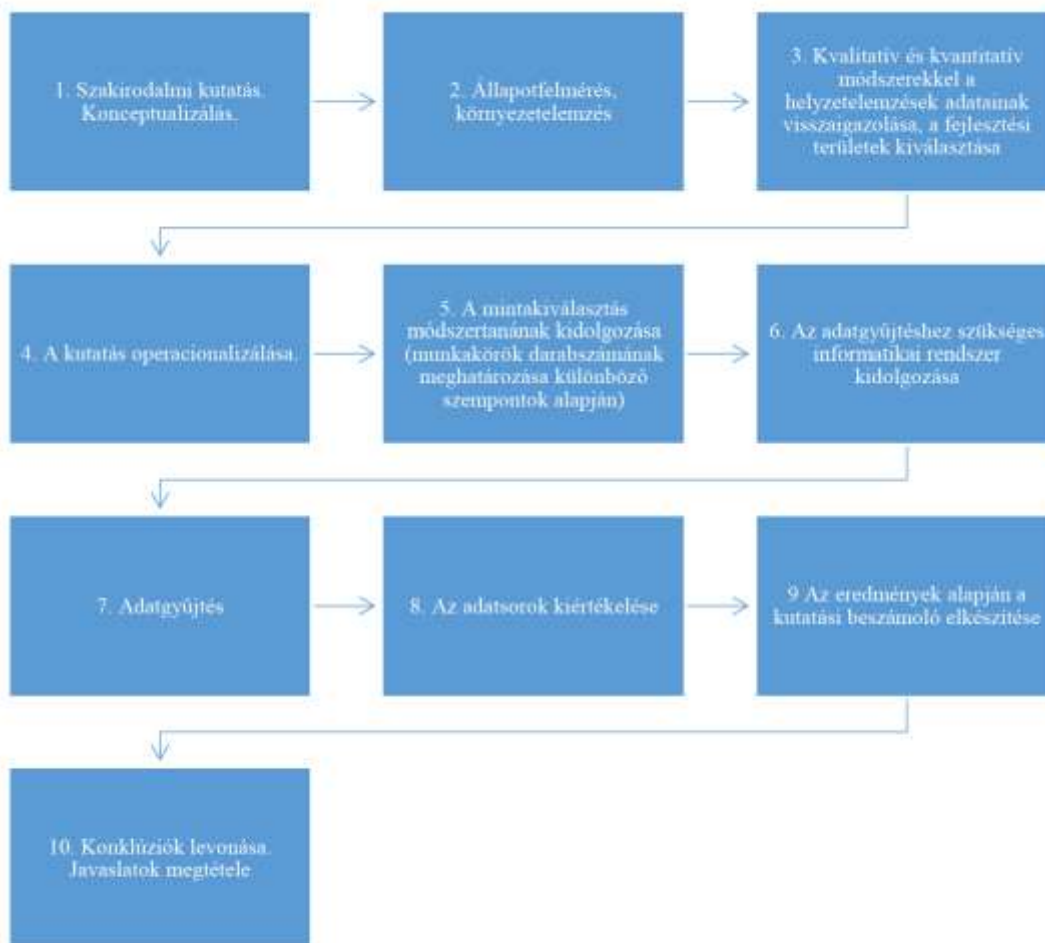 1. Szakirodalmi kutatás.
Konceptualizálás.
2. Állapotfelmérés,
környezetelemzés
3. Kvalitatív és kvantitatív
módszerekkel a
helyzetelemzések adatainak
visszaigazolása, a fejlesztési
területek kiválasztása
4. A kutatás operacionalizálása.
5. A mintakiválasztás
módszertanának kidolgozása
(munkakörök darabszámának
meghatározása különböző
szempontok alapján)
6. Az adatgyűjtéshez szükséges
informatikai rendszer
kidolgozása
7. Adatgyűjtés
8. Az adatsorok kiértékelése
9 Az eredmények alapján a
kutatási beszámoló elkészítése
10. Konklúziók levonása.
Javaslatok megtétele